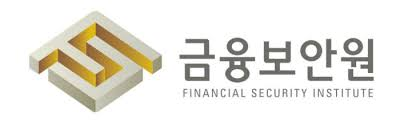 금융보안원
FINANCIAL SECURITY INSTITUTE